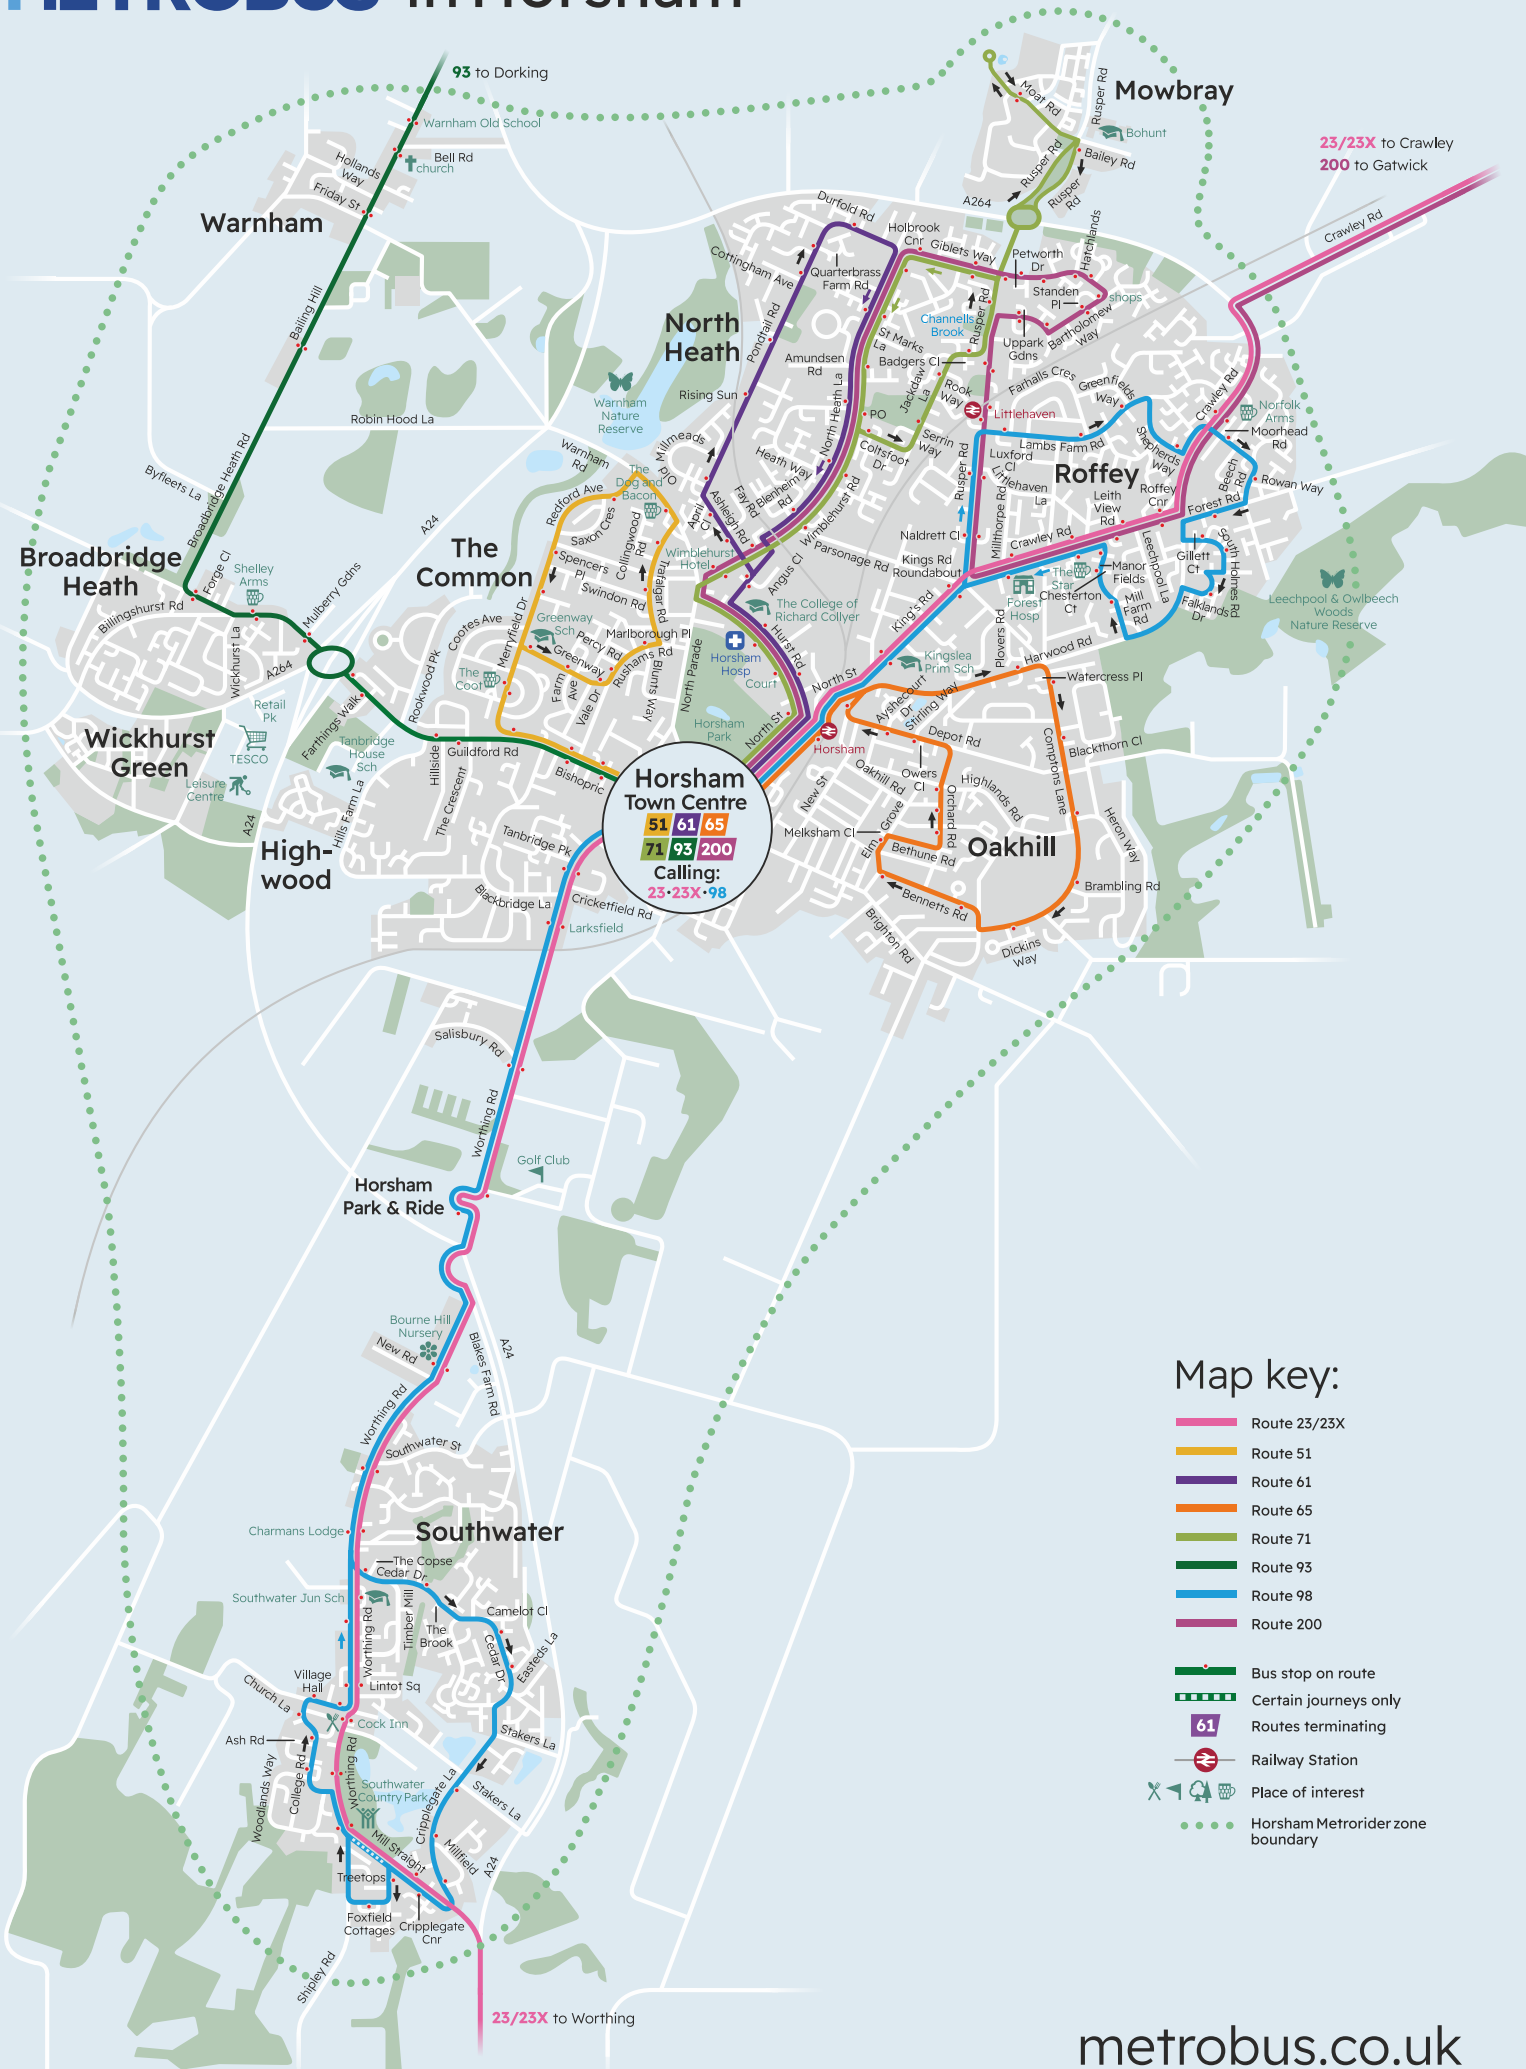 METROBUS in Horsham
93 to Dorking
Warnham Old School
Bell Rd
church
Hollands
Way
Friday St
Warnham
Mowbray
Moat Rd
Rusper Rd
Bohunt
Bailey Rd
Rusper Rd
Rusper
Rd
A264
23/23X to Crawley
200 to Gatwick
Crawley Rd
Durfold Rd
Holbrook
Cnr
Giblets Way
Petworth
Dr
Hatchlands
Cottingham Ave
Quarterbrass
Farm Rd
Standen
Pl
shops
Bartholomew
Way
Uppark
Gdns
Channells
Brook
Rusper Rd
St Marks
La
Badgers Cl
North
Heath
Pondtail Rd
Amundsen
Rd
Rising Sun
Bailing Hill
Robin Hood La
Warnham
Nature
Reserve
Jackdaw
La
Rook
Way
Farhalls Cres
Greenfields
Way
Crawley Rd
Norfolk
Arms
Moorhead
Rd
Littlehaven
PO
North Heath La
Serrin
Way
Coltsfoot
Dr
Luxford
Cl
Lambs Farm Rd
Shepherds
Way
Roffey
Beech
Rd
Rowan Way
Byfleets La
Broadbridge Heath Rd
Warnham
Rd
Millmeads
PO
Heath Way
Blenheim
Rd
Fay Rd
Ashleigh Rd
April
Cl
Wimblehurst Rd
Rusper Rd
Littlehaven
La
Leith
View
Rd
Roffey
Cnr
Forest Rd
The
Dog and
Bacon
Redford Ave
Saxon Cres
Collingwood
Rd
A24
The
Common
Spencers
Pl
Swindon Rd
Trafalgar Rd
Wimblehurst
Hotel
Angus Cl
Parsonage Rd
Naldrett Cl
Millthorpe Rd
Crawley Rd
Kings Rd
Roundabout
Leechpool La
Gillett
Ct
South Holmes Rd
Broadbridge
Heath
Forge Cl
Shelley
Arms
Mulberry Gdns
Billingshurst Rd
Wickhurst La
A264
The College of
Richard Collyer
King's Rd
Forest
Hosp
The
Star
Manor
Fields
Chesterton
Ct
Mill
Farm
Rd
Falklands
Dr
Leechpool & Owlbeech
Woods
Nature Reserve
Cootes Ave
Merryfield Dr
Greenway
Sch
Greenway
Percy Rd
Marlborough Pl
Rushams Rd
Horsham
Hosp
Hurst Rd
Court
Kingslea
Prim Sch
Plovers Rd
Harwood Rd
Watercress Pl
The
Coot
Farm
Ave
Vale Dr
Blunts Way
North Parade
Horsham
Park
North St
North St
Ayshecourt
Dr
Stirling Way
Rookwood Pk
Farthings Walk
Retail
Pk
TESCO
Tanbridge
House
Sch
Leisure
Centre
Wickhurst
Green
Hillside
Guildford Rd
Bishopric
Horsham
Depot Rd
Comptons Lane
Blackthorn Cl
Oakhill Rd
Owers
Cl
Highlands Rd
New St
Orchard Rd
Heron Way
Horsham
Town Centre
51 61 65
71 93 200
Calling:
23·23X·98
The Crescent
Hills Farm La
A24
Tanbridge Pk
Melksham Cl
Elm Grove
Bethune Rd
Oakhill
High-
wood
Blackbridge La
Cricketfield Rd
Larksfield
Bennetts Rd
Brambling Rd
Brighton Rd
Dickins
Way
Salisbury Rd
Worthing Rd
Golf Club
Horsham
Park & Ride
Bourne Hill
Nursery
New Rd
Blakes Farm Rd
A24
Worthing Rd
Southwater St
Charmans Lodge
Southwater
The Copse
Cedar Dr
Southwater Jun Sch
Timber Mill
The
Brook
Camelot Cl
Worthing Rd
Cedar Dr
Easteds La
Village
Hall
Lintot Sq
Church La
Cock Inn
Ash Rd
Stakers La
Woodlands Way
College Rd
Worthing Rd
Southwater
Country Park
Cripplegate La
Stakers La
Mill Straight
Millfield
A24
Treetops
Foxfield
Cottages
Cripplegate
Cnr
Shipley Rd
23/23X to Worthing
Map key:
Route 23/23X
Route 51
Route 61
Route 65
Route 71
Route 93
Route 98
Route 200
Bus stop on route
Certain journeys only
61 Routes terminating
Railway Station
Place of interest
Horsham Metrorider zone
boundary
metrobus.co.uk